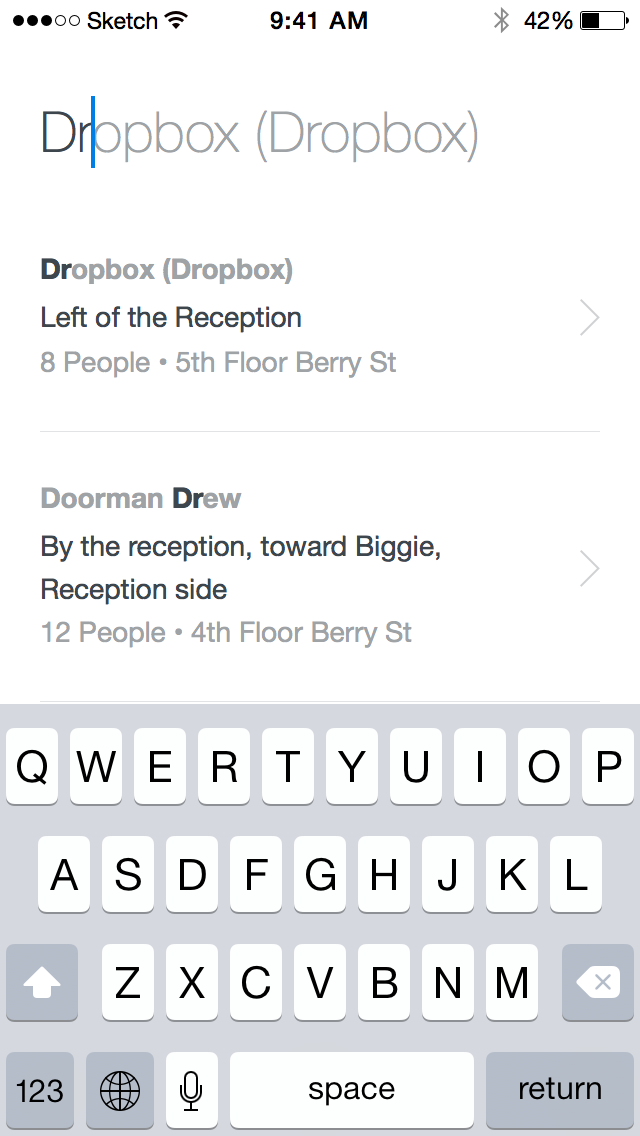 Sketch 9:41 AM 42%
Dropbox (Dropbox)
Dropbox (Dropbox)
Left of the Reception
8 People • 5th Floor Berry St
Doorman Drew
By the reception, toward Biggie,
Reception side
12 People • 4th Floor Berry St
Q W E R T Y U I O P
A S D F G H J K L
Z X C V B N M
123 space return